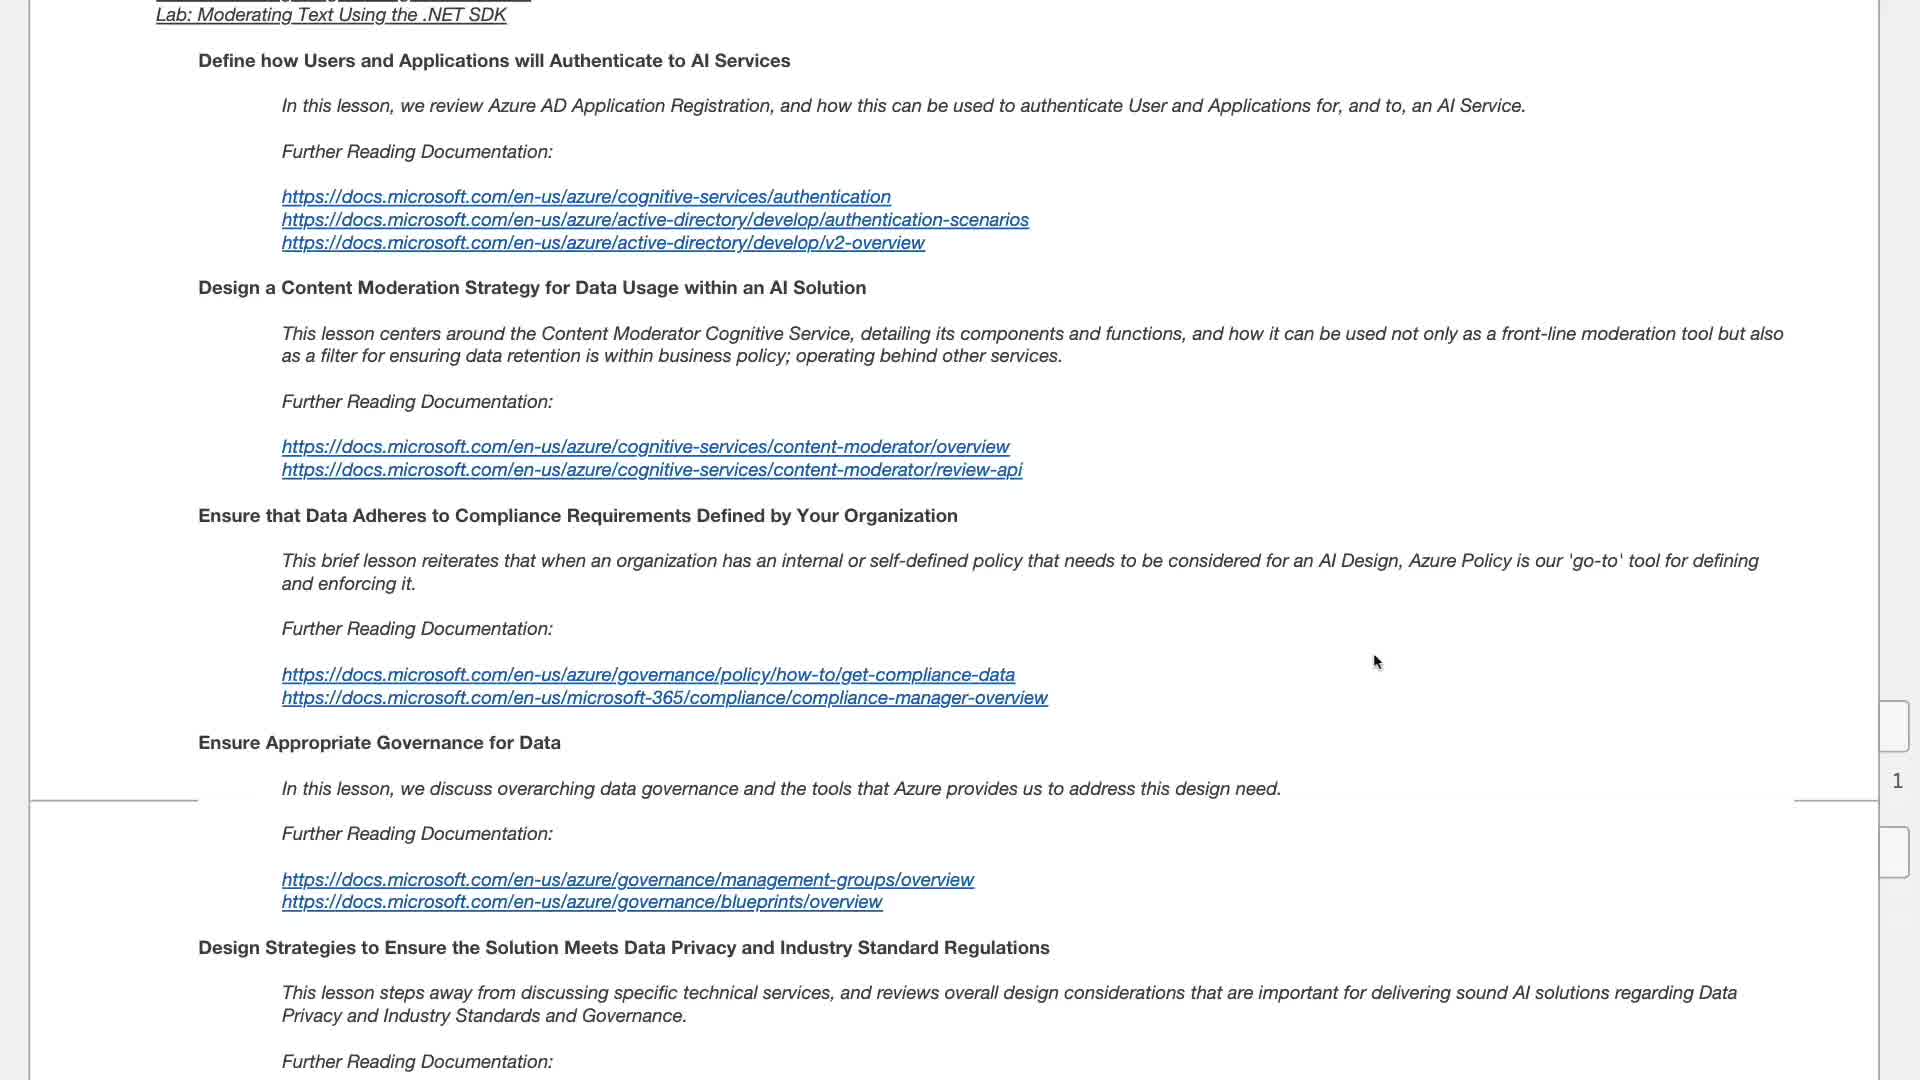 Lab: Moderating Text Using the .NET SDK
Define how Users and Applications will Authenticate to AI Services
In this lesson, we review Azure AD Application Registration, and how this can be used to authenticate User and Applications for, and to, an AI Service.
Further Reading Documentation:
https://docs.microsoft.com/en-us/azure/cognitive-services/authentication
https://docs.microsoft.com/en-us/azure/active-directory/develop/authentication-scenarios
https://docs.microsoft.com/en-us/azure/active-directory/develop/v2-overview
Design a Content Moderation Strategy for Data Usage within an AI Solution
This lesson centers around the Content Moderator Cognitive Service, detailing its components and functions, and how it can be used not only as a front-line moderation tool but also
as a filter for ensuring data retention is within business policy; operating behind other services.
Further Reading Documentation:
https://docs.microsoft.com/en-us/azure/cognitive-services/content-moderator/overview
https://docs.microsoft.com/en-us/azure/cognitive-services/content-moderator/review-api
Ensure that Data Adheres to Compliance Requirements Defined by Your Organization
This brief lesson reiterates that when an organization has an internal or self-defined policy that needs to be considered for an AI Design, Azure Policy is our 'go-to' tool for defining
and enforcing it.
Further Reading Documentation:
https://docs.microsoft.com/en-us/azure/governance/policy/how-to/get-compliance-data
https://docs.microsoft.com/en-us/microsoft-365/compliance/compliance-manager-overview
Ensure Appropriate Governance for Data
1
In this lesson, we discuss overarching data governance and the tools that Azure provides us to address this design need.
Further Reading Documentation:
https://docs.microsoft.com/en-us/azure/governance/management-groups/overview
https://docs.microsoft.com/en-us/azure/governance/blueprints/overview
Design Strategies to Ensure the Solution Meets Data Privacy and Industry Standard Regulations
This lesson steps away from discussing specific technical services, and reviews overall design considerations that are important for delivering sound AI solutions regarding Data
Privacy and Industry Standards and Governance.
Further Reading Documentation: